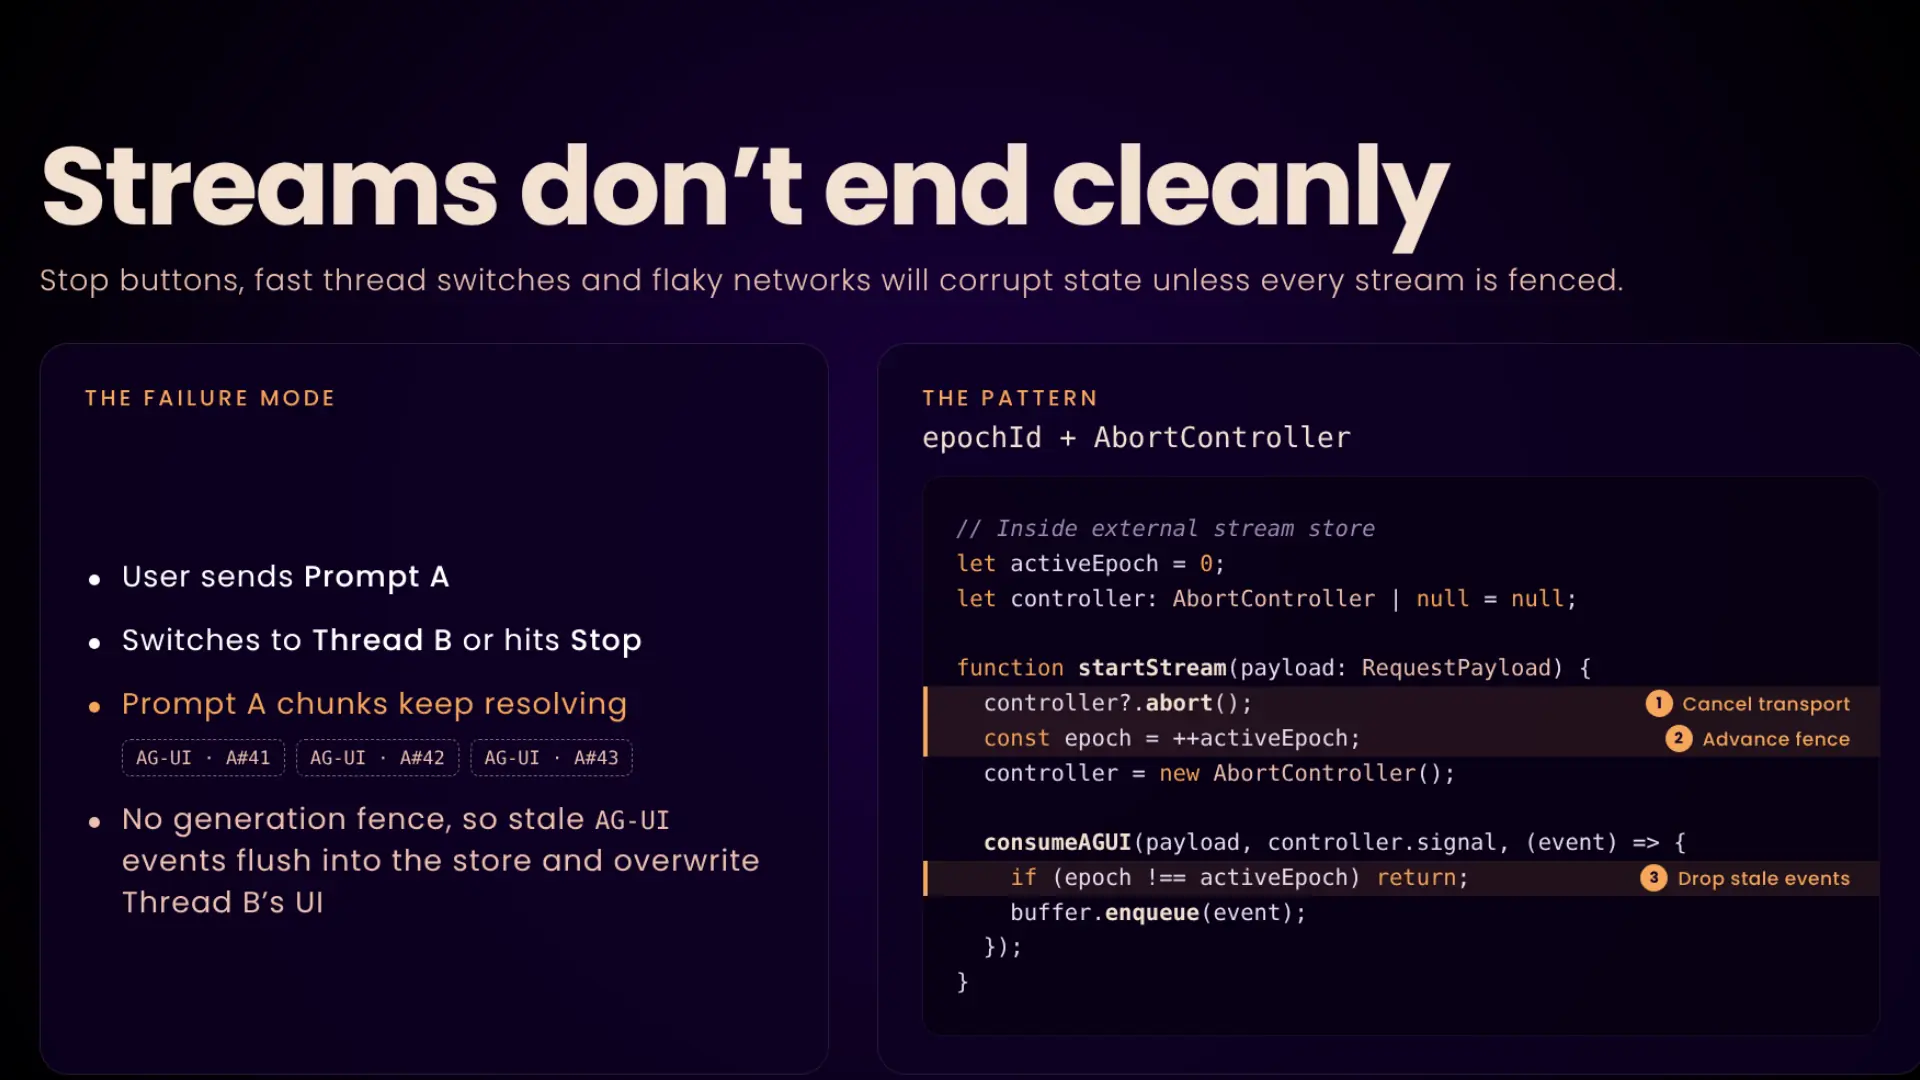 Streams don’t end cleanly
Stop buttons, fast thread switches and flaky networks will corrupt state unless every stream is fenced.
THE FAILURE MODE
• User sends Prompt A
• Switches to Thread B or hits Stop
• Prompt A chunks keep resolving
AG-UI · A#41 AG-UI · A#42 AG-UI · A#43
• No generation fence, so stale AG-UI
events flush into the store and overwrite
Thread B’s UI
THE PATTERN
epochId + AbortController
// Inside external stream store
let activeEpoch = 0;
let controller: AbortController | null = null;
function startStream(payload: RequestPayload) {
controller?.abort(); 1 Cancel transport
const epoch = ++activeEpoch; 2 Advance fence
controller = new AbortController();
consumeAGUI(payload, controller.signal, (event) => {
if (epoch !== activeEpoch) return; 3 Drop stale events
buffer.enqueue(event);
});
}